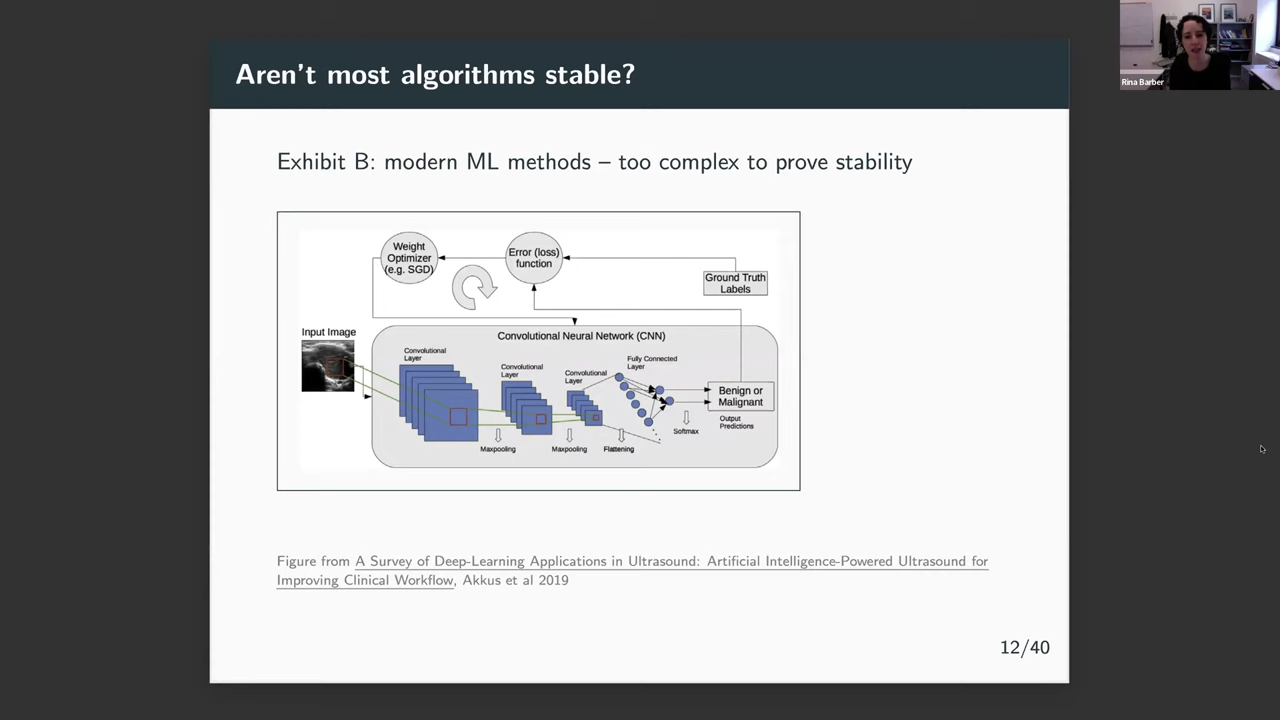 Rina Barber
Aren't most algorithms stable?
Exhibit B: modern ML methods – too complex to prove stability
Weight
Optimizer
(e.g. SGD)
Error (loss)
function
Ground Truth
Labels
Input Image
Convolutional Neural Network (CNN)
Convolutional
Layer
Convolutional
Layer
Convolutional
Layer
Fully Connected
Layer
Benign or
Malignant
Output
Predictions
Softmax
Maxpooling
Maxpooling
Flattening
Figure from A Survey of Deep-Learning Applications in Ultrasound: Artificial Intelligence-Powered Ultrasound for
Improving Clinical Workflow, Akkus et al 2019
12/40